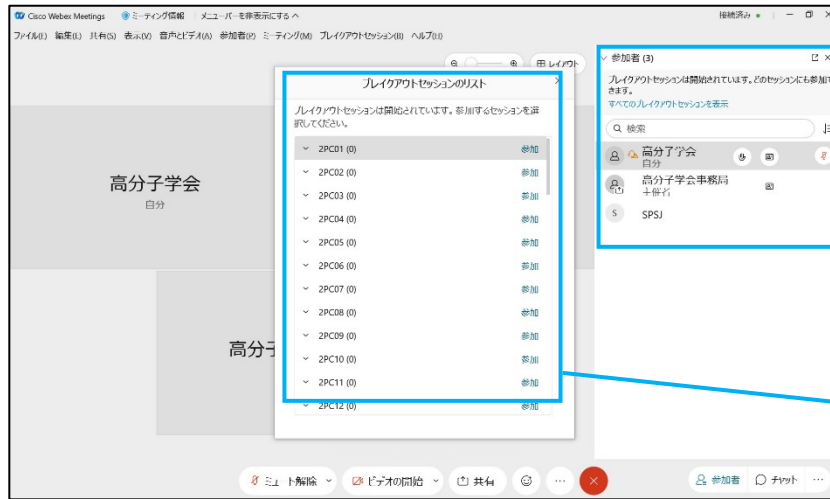 Cisco Webex Meetings ミーティング情報 メニューバーを非表示にする へ 接続済み
ファイル(F) 編集(E) 共有(S) 表示(V) 音声とビデオ(A) 参加者(P) ミーティング(M) ブレイクアウトセッション(B) ヘルプ(H)
レイアウト
参加者 (3)
ブレイクアウトセッションは開始されています。どのセッションにも参加で
きます。
すべてのブレイクアウトセッションを表示
検索
高分子学会
自分
高分子学会事務局
主催者
S SPSJ
ブレイクアウトセッションのリスト
ブレイクアウトセッションは開始されています。参加するセッションを選
択してください。
2PC01 (0) 参加
2PC02 (0) 参加
2PC03 (0) 参加
2PC04 (0) 参加
2PC05 (0) 参加
2PC06 (0) 参加
2PC07 (0) 参加
2PC08 (0) 参加
2PC09 (0) 参加
2PC10 (0) 参加
2PC11 (0) 参加
2PC12 (0) 参加
高分子学会
自分
高分子
ミュート解除 ビデオの開始 共有 参加者 チャット